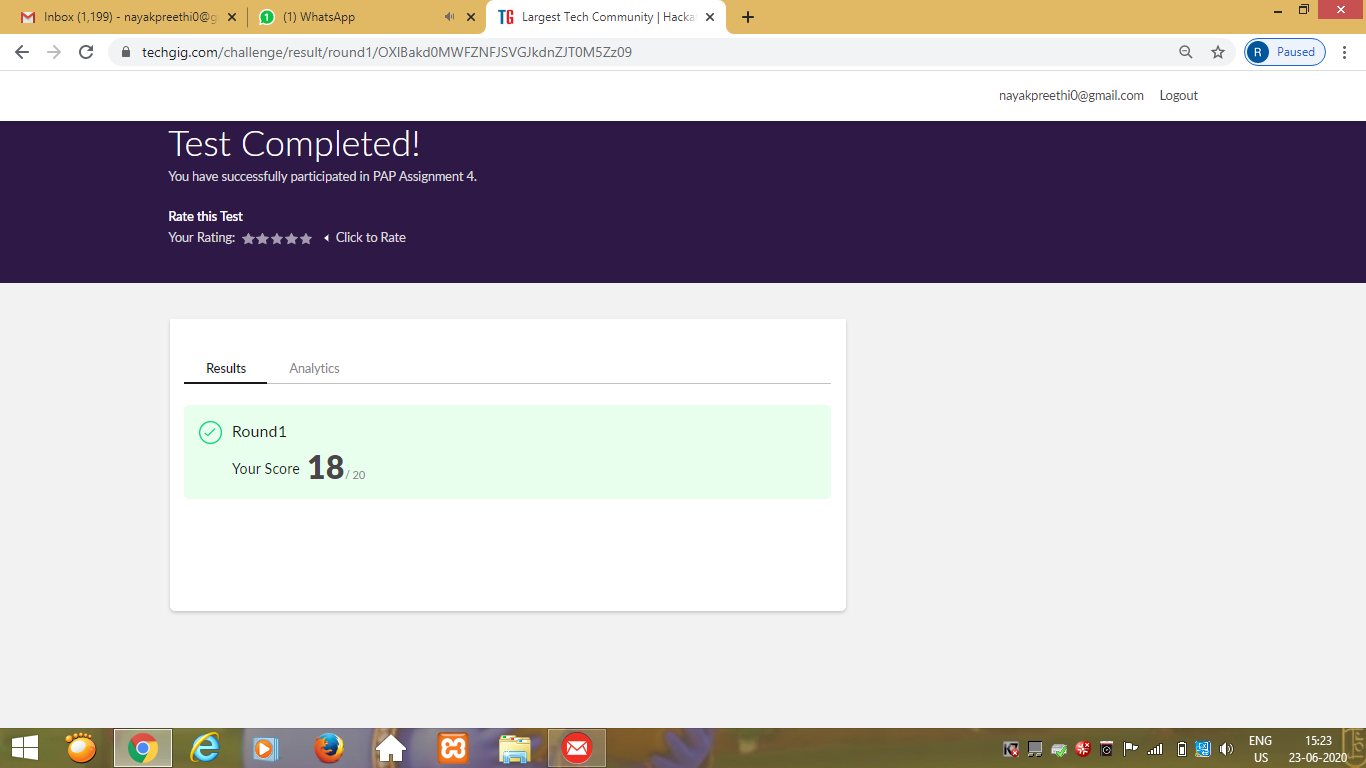 Inbox (1,199) - nayakpreethi0@g
(1) WhatsApp
TG Largest Tech Community | Hacka
techgig.com/challenge/result/round1/OXlBakd0MWFZNFJSVGJkdnZJT0M5Zz09
R Paused
nayakpreethi0@gmail.com Logout
Test Completed!
You have successfully participated in PAP Assignment 4.
Rate this Test
Your Rating: Click to Rate
Results Analytics
Round1
Your Score 18 / 20
ENG 15:23
US 23-06-2020